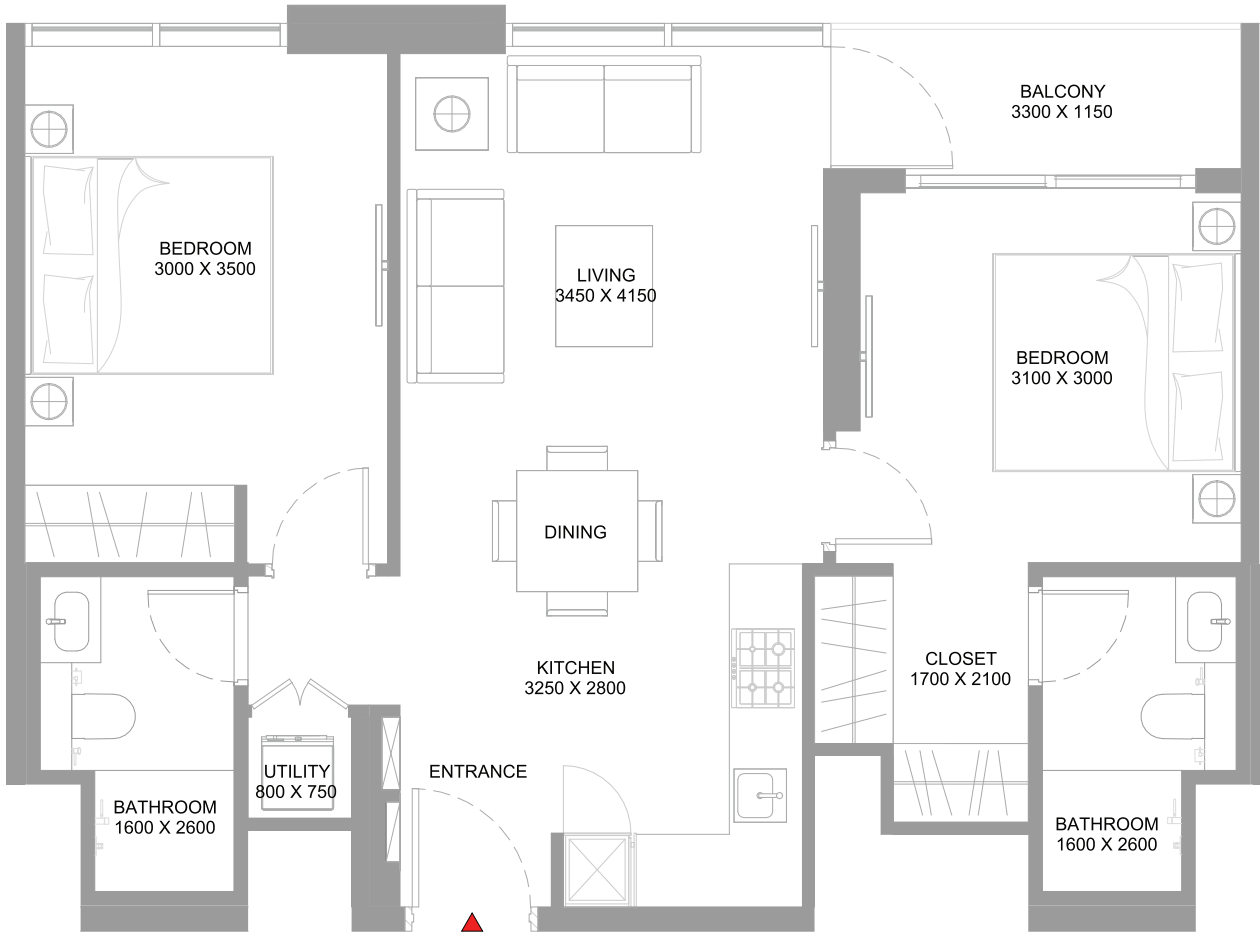 BALCONY
3300 X 1150
BEDROOM
3000 X 3500
LIVING
3450 X 4150
BEDROOM
3100 X 3000
DINING
KITCHEN
3250 X 2800
CLOSET
1700 X 2100
ENTRANCE
UTILITY
800 X 750
BATHROOM
1600 X 2600
BATHROOM
1600 X 2600